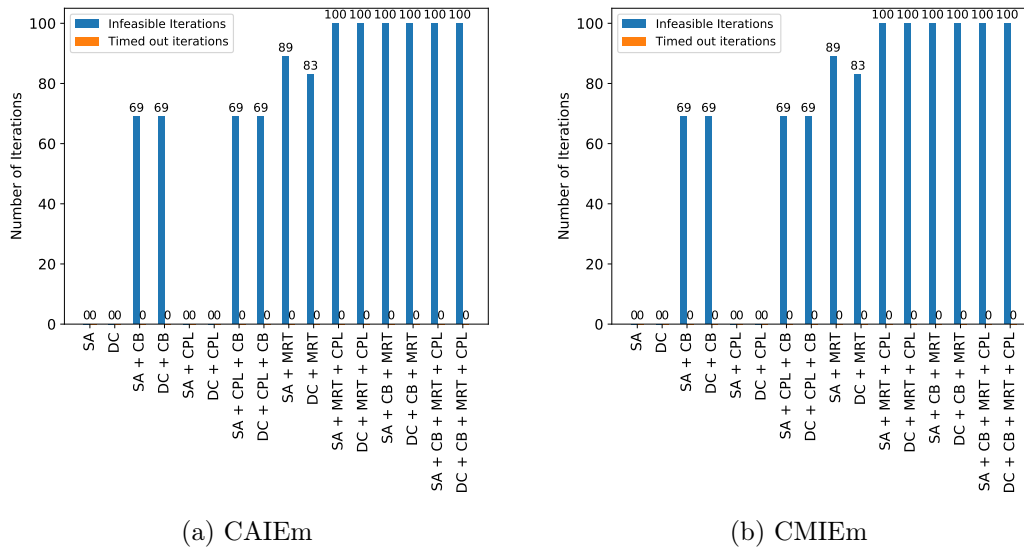 Infeasible Iterations
Timed out iterations
Number of Iterations
100
80
60
40
20
0
00
00
69
0
69
0
00
00
69
0
69
0
89
0
83
0
100
0
100
0
100
0
100
0
100
0
100
0
SA
DC
SA + CB
DC + CB
SA + CPL
DC + CPL
SA + CPL + CB
DC + CPL + CB
SA + MRT
DC + MRT
SA + MRT + CPL
DC + MRT + CPL
SA + CB + MRT
DC + CB + MRT
SA + CB + MRT + CPL
DC + CB + MRT + CPL
(a) CAIEm
Infeasible Iterations
Timed out iterations
Number of Iterations
100
80
60
40
20
0
00
00
69
0
69
0
00
00
69
0
69
0
89
0
83
0
100
0
100
0
100
0
100
0
100
0
100
0
SA
DC
SA + CB
DC + CB
SA + CPL
DC + CPL
SA + CPL + CB
DC + CPL + CB
SA + MRT
DC + MRT
SA + MRT + CPL
DC + MRT + CPL
SA + CB + MRT
DC + CB + MRT
SA + CB + MRT + CPL
DC + CB + MRT + CPL
(b) CMIEm